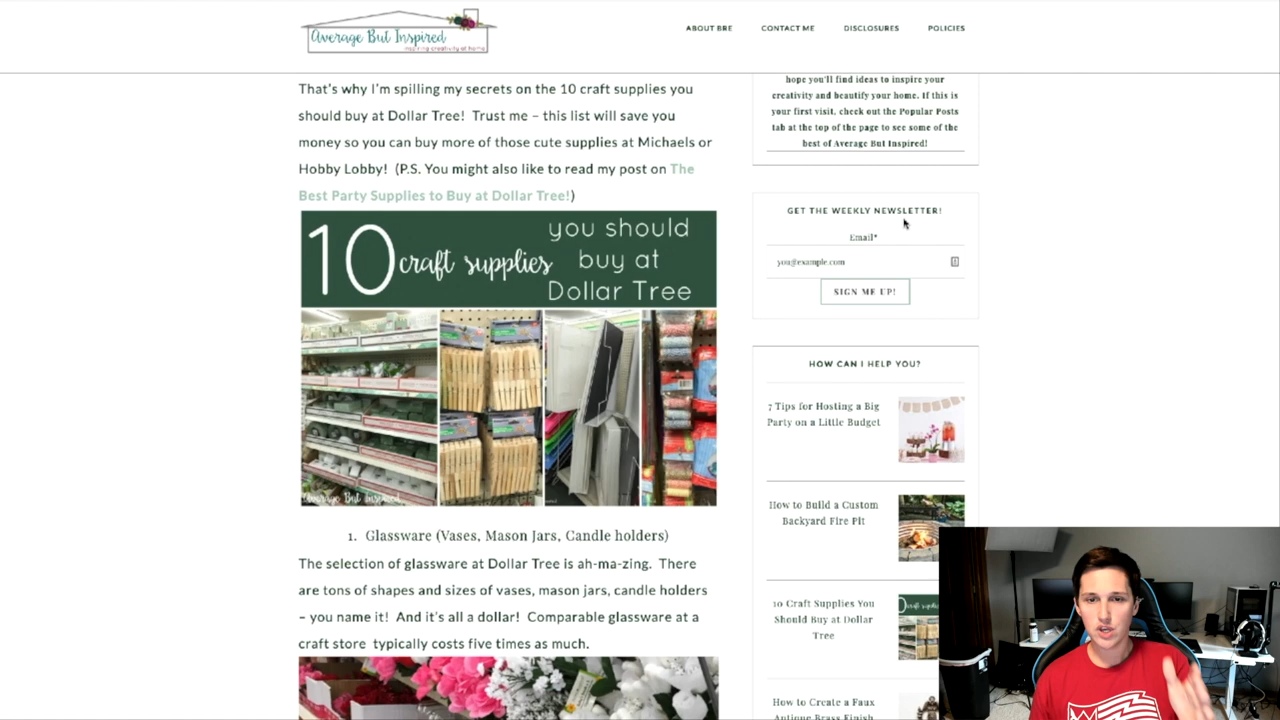 Average But Inspired
inspiring creativity at home
ABOUT BRE
CONTACT ME
DISCLOSURES
POLICIES
That's why I'm spilling my secrets on the 10 craft supplies you
should buy at Dollar Tree! Trust me – this list will save you
money so you can buy more of those cute supplies at Michaels or
Hobby Lobby! (P.S. You might also like to read my post on The
Best Party Supplies to Buy at Dollar Tree!)
10 craft supplies
you should
buy at
Dollar Tree
Average But Inspired
1. Glassware (Vases, Mason Jars, Candle holders)
The selection of glassware at Dollar Tree is ah-ma-zing. There
are tons of shapes and sizes of vases, mason jars, candle holders
– you name it! And it's all a dollar! Comparable glassware at a
craft store typically costs five times as much.
hope you'll find ideas to inspire your
creativity and beautify your home. If this is
your first visit, check out the Popular Posts
tab at the top of the page to see some of the
best of Average But Inspired!
GET THE WEEKLY NEWSLETTER!
Email*
you@example.com
SIGN ME UP!
HOW CAN I HELP YOU?
7 Tips for Hosting a Big
Party on a Little Budget
How to Build a Custom
Backyard Fire Pit
10 Craft Supplies You
Should Buy at Dollar
Tree
How to Create a Faux
Antique Brass Finish